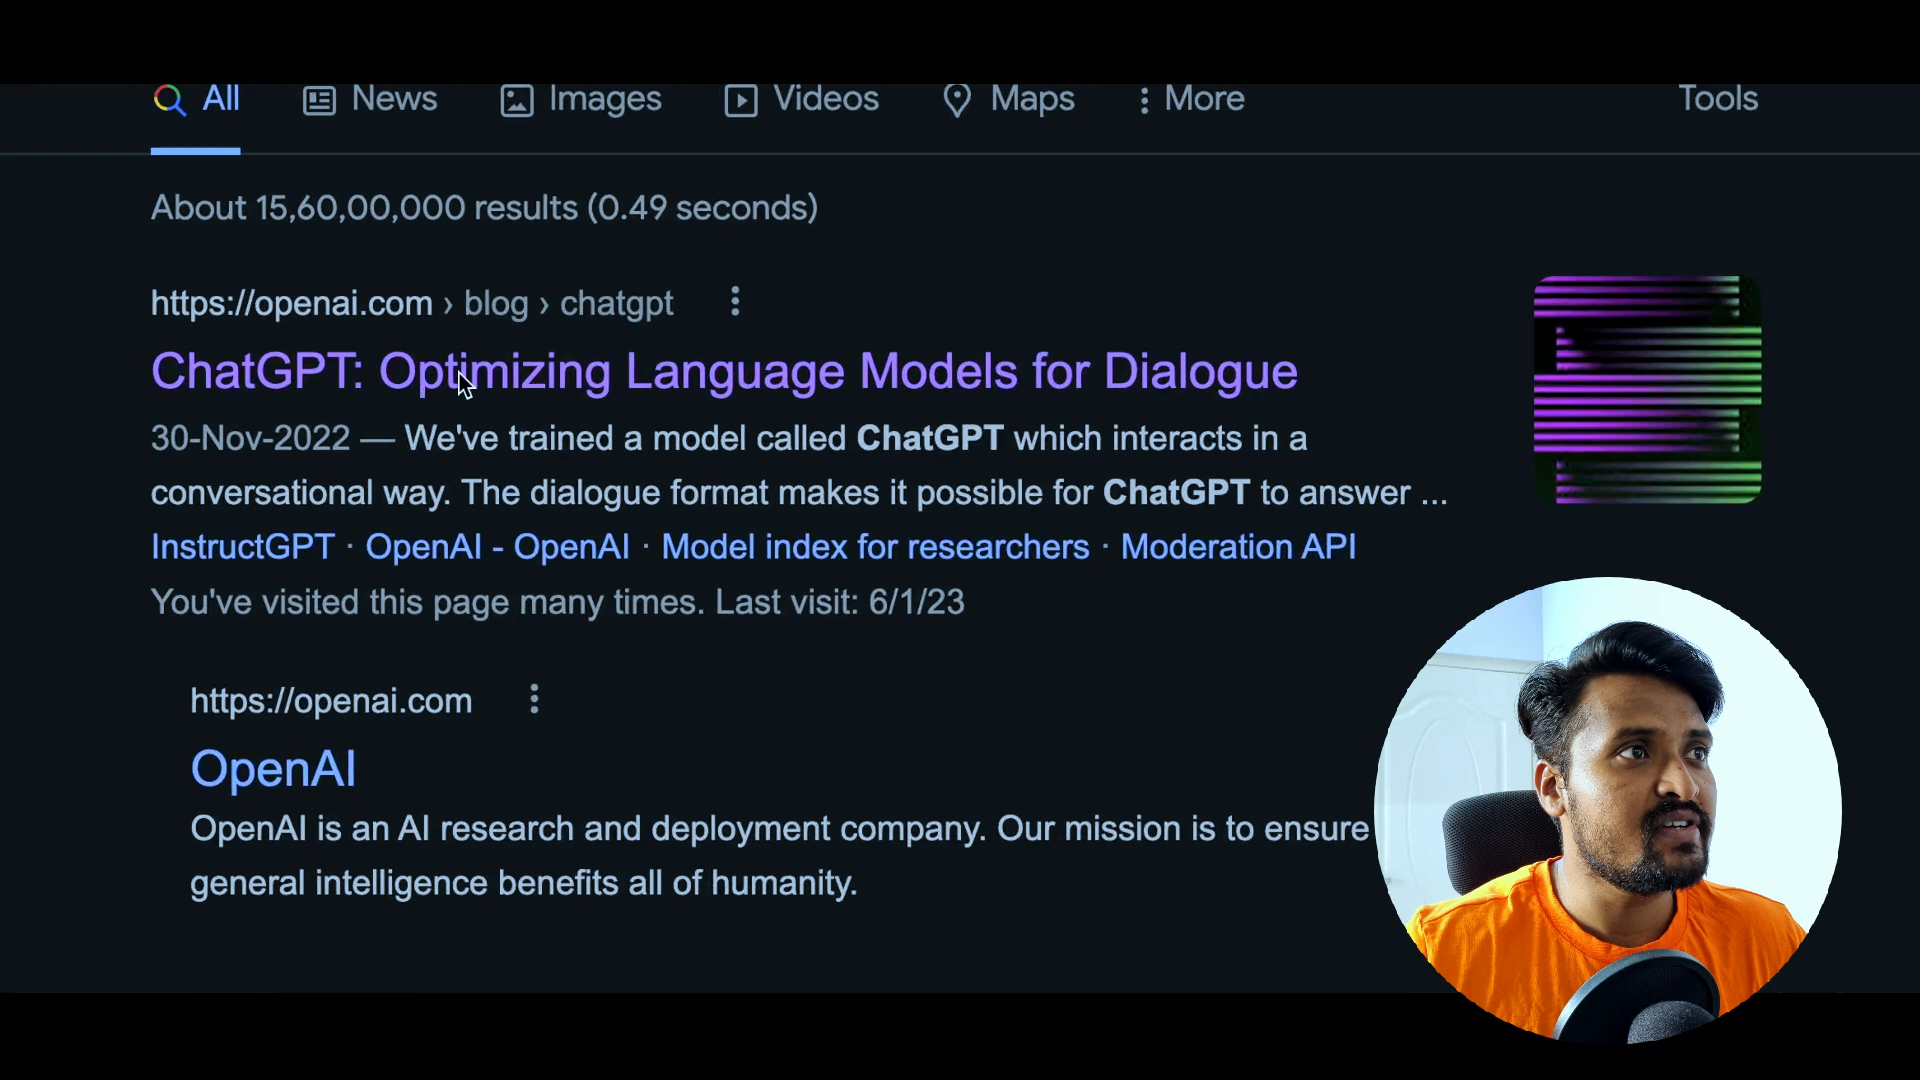 All News Images Videos Maps More Tools
About 15,60,00,000 results (0.49 seconds)
https://openai.com › blog › chatgpt
ChatGPT: Optimizing Language Models for Dialogue
30-Nov-2022 — We've trained a model called ChatGPT which interacts in a
conversational way. The dialogue format makes it possible for ChatGPT to answer ...
InstructGPT · OpenAI - OpenAI · Model index for researchers · Moderation API
You've visited this page many times. Last visit: 6/1/23
https://openai.com
OpenAI
OpenAI is an AI research and deployment company. Our mission is to ensure
general intelligence benefits all of humanity.